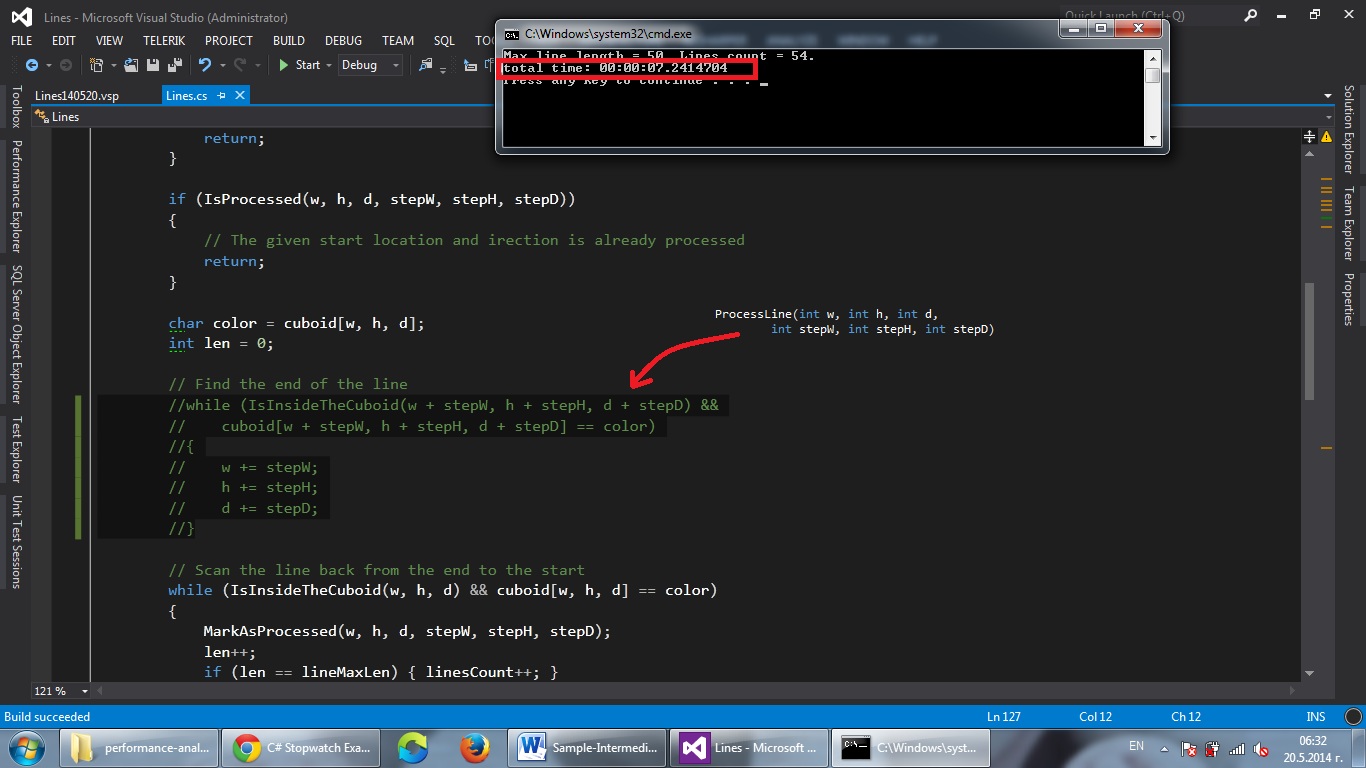 Lines - Microsoft Visual Studio (Administrator)
Quick Launch (Ctrl+Q)
FILE EDIT VIEW TELERIK PROJECT BUILD DEBUG TEAM SQL
Start Debug
C:\Windows\system32\cmd.exe
Max line length = 50. Lines count = 54.
total time: 00:00:07.2414704
Press any key to continue . . .
Lines140520.vsp
Lines.cs
Lines
Toolbox
Performance Explorer
SQL Server Object Explorer
Test Explorer
Unit Test Sessions
return;
}
if (IsProcessed(w, h, d, stepW, stepH, stepD))
{
// The given start location and irection is already processed
return;
}
char color = cuboid[w, h, d];
int len = 0;
ProcessLine(int w, int h, int d,
int stepW, int stepH, int stepD)
// Find the end of the line
//while (IsInsideTheCuboid(w + stepW, h + stepH, d + stepD) &&
// cuboid[w + stepW, h + stepH, d + stepD] == color)
//{
// w += stepW;
// h += stepH;
// d += stepD;
//}
// Scan the line back from the end to the start
while (IsInsideTheCuboid(w, h, d) && cuboid[w, h, d] == color)
{
MarkAsProcessed(w, h, d, stepW, stepH, stepD);
len++;
if (len == lineMaxLen) { linesCount++; }
Solution Explorer
Team Explorer
Properties
121 %
Build succeeded
Ln 127 Col 12 Ch 12 INS
performance-anal...
C# Stopwatch Exa...
Sample-Intermedi...
Lines - Microsoft ...
C:\Windows\syst...
EN
06:32
20.5.2014 г.